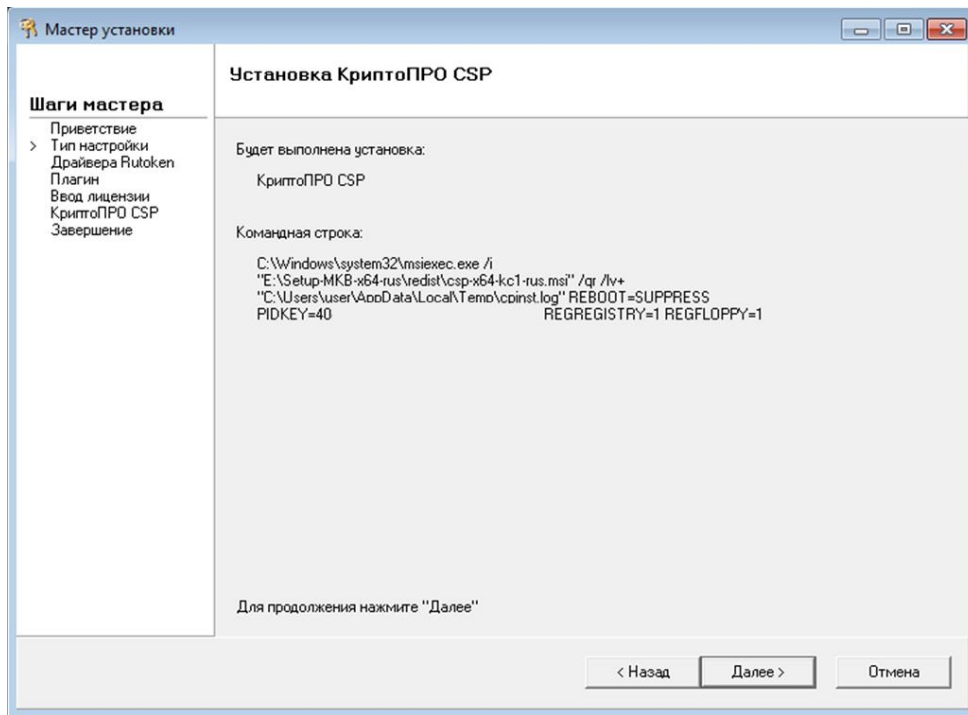 Мастер установки
Установка КриптоПРО CSP
Шаги мастера
Приветствие
> Тип настройки
Драйвера Rutoken
Плагин
Ввод лицензии
КриптоПРО CSP
Завершение
Будет выполнена установка:
КриптоПРО CSP
Командная строка:
C:\Windows\system32\msiexec.exe /i
"E:\Setup-MKB-x64-rus\redist\csp-x64-kc1-rus.msi" /qr /lv+
"C:\Users\user\AppData\Local\Temp\cpinst.log" REBOOT=SUPPRESS
PIDKEY=40 REGREGISTRY=1 REGFLOPPY=1
Для продолжения нажмите "Далее"
< Назад
Далее >
Отмена